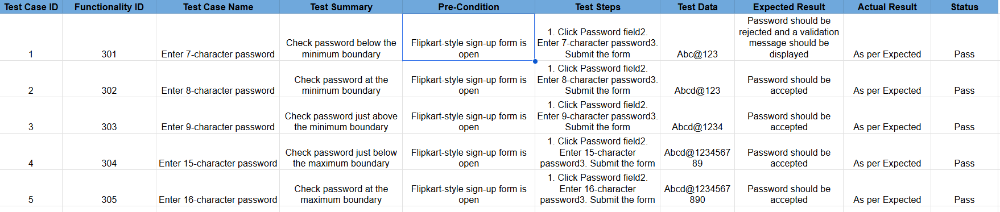 Test Case ID Functionality ID Test Case Name Test Summary Pre-Condition Test Steps Test Data Expected Result Actual Result Status
1
301
Enter 7-character password
Check password below the
minimum boundary
Flipkart-style sign-up form is
open
1. Click Password field2.
Enter 7-character password3.
Submit the form
Abc@123
Password should be
rejected and a validation
message should be
displayed
As per Expected
Pass
2
302
Enter 8-character password
Check password at the
minimum boundary
Flipkart-style sign-up form is
open
1. Click Password field2.
Enter 8-character password3.
Submit the form
Abcd@123
Password should be
accepted
As per Expected
Pass
3
303
Enter 9-character password
Check password just above
the minimum boundary
Flipkart-style sign-up form is
open
1. Click Password field2.
Enter 9-character password3.
Submit the form
Abcd@1234
Password should be
accepted
As per Expected
Pass
4
304
Enter 15-character password
Check password just below
the maximum boundary
Flipkart-style sign-up form is
open
1. Click Password field2.
Enter 15-character
password3. Submit the form
Abcd@1234567
89
Password should be
accepted
As per Expected
Pass
5
305
Enter 16-character password
Check password at the
maximum boundary
Flipkart-style sign-up form is
open
1. Click Password field2.
Enter 16-character
password3. Submit the form
Abcd@1234567
890
Password should be
accepted
As per Expected
Pass